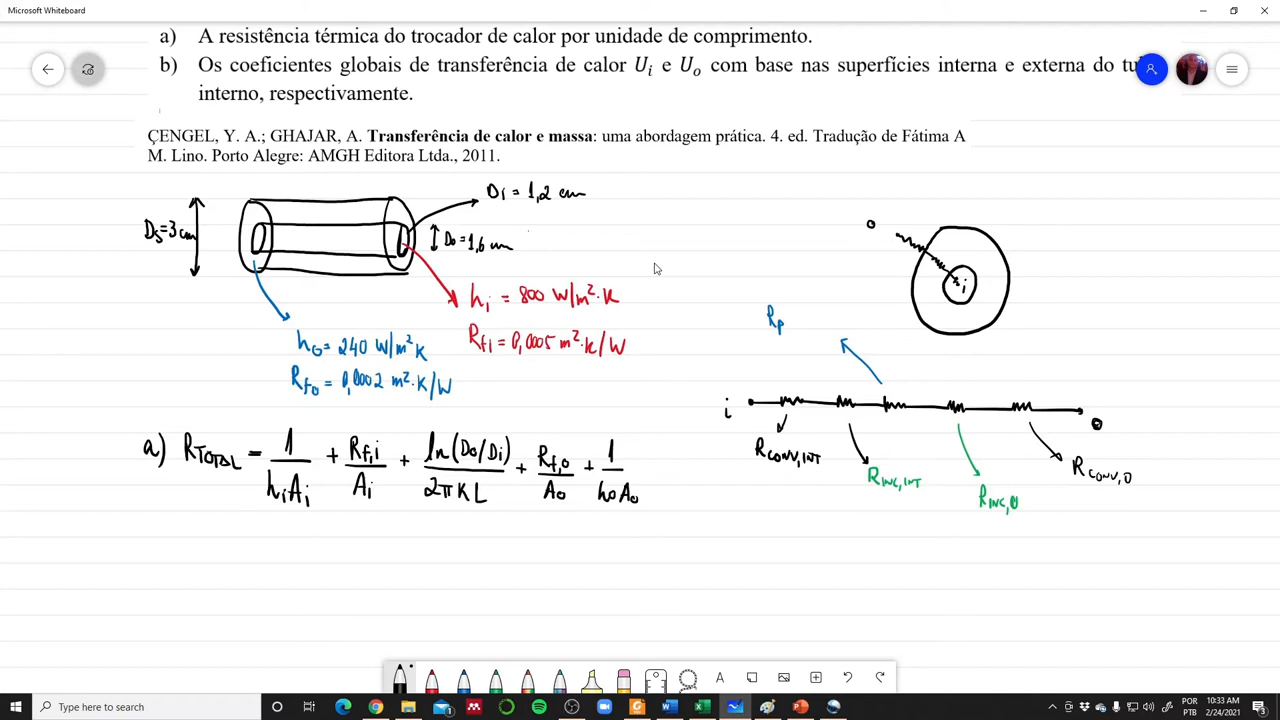 Microsoft Whiteboard
a) A resistência térmica do trocador de calor por unidade de comprimento.
b) Os coeficientes globais de transferência de calor Ui e Uo com base nas superfícies interna e externa do tu
interno, respectivamente.
ÇENGEL, Y. A.; GHAJAR, A. Transferência de calor e massa: uma abordagem prática. 4. ed. Tradução de Fátima A
M. Lino. Porto Alegre: AMGH Editora Ltda., 2011.
Di = 1,2 cm
Ds = 3 cm
Do = 1,6 cm
o
i
hi = 800 W/m².K
Rfi = 0,0005 m².K/W
ho = 240 W/m²K
Rfo = 0,0002 m².K/W
Rp
i
o
RCONV,INT
RINC,INT
RINC,0
RCONV,0
a) RTOTAL = 1/hiAi + Rf,i/Ai + ln(Do/Di)/2πKL + Rf,o/Ao + 1/hoAo
A
Type here to search
W
POR
PTB
10:33 AM
2/24/2021